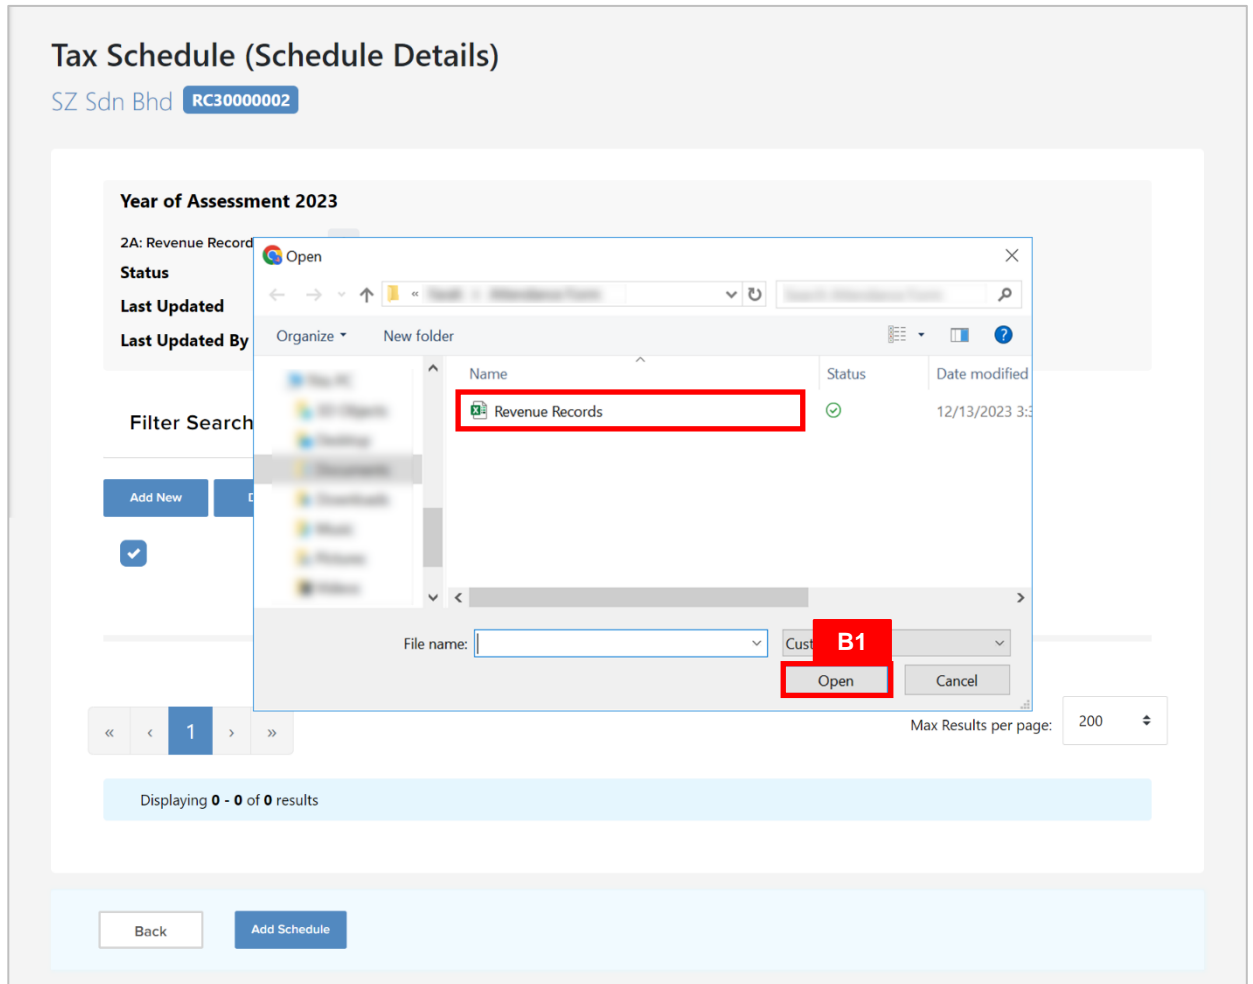 Tax Schedule (Schedule Details)
SZ Sdn Bhd RC30000002
Year of Assessment 2023
2A: Revenue Record
Status
Last Updated
Last Updated By
Open
«
Organize New folder
Name Status Date modified
Revenue Records 12/13/2023 3:3
Filter Search
Add New
File name:
Cust
B1
Open Cancel
« ‹ 1 › »
Max Results per page: 200
Displaying 0 - 0 of 0 results
Back Add Schedule